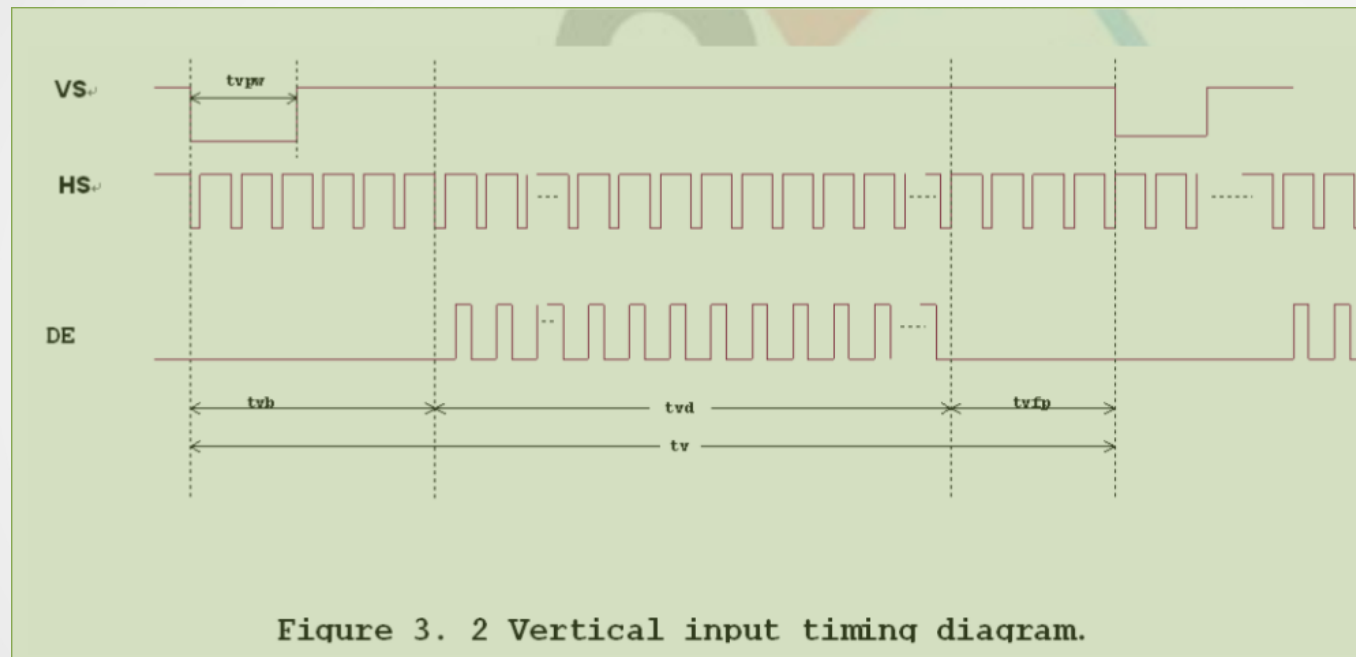 tvpw
VS↵
HS↵
DE
tvb
tvd
tvfp
tv
Figure 3. 2 Vertical input timing diagram.